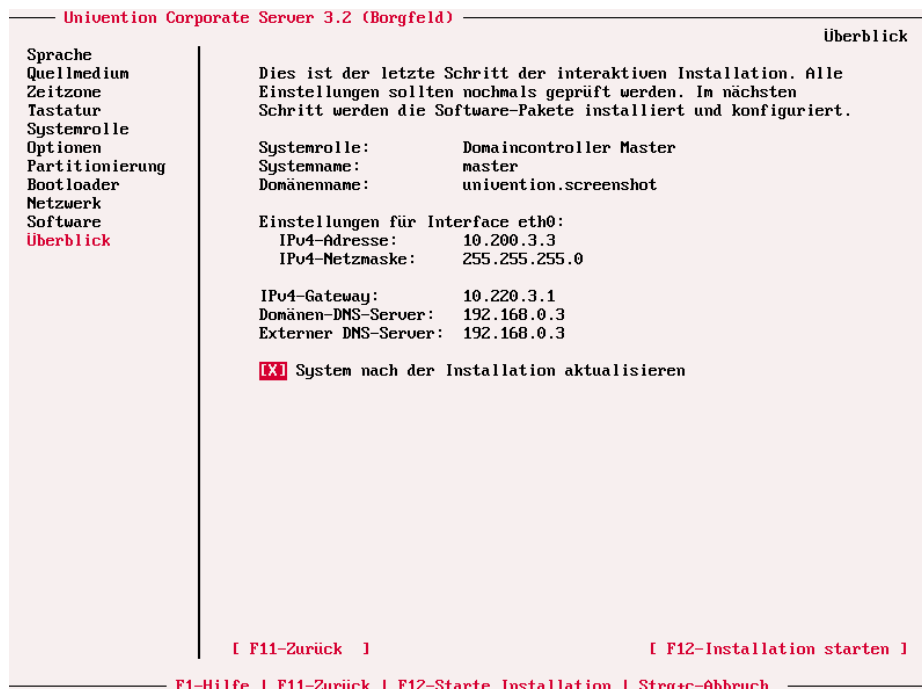 Univention Corporate Server 3.2 (Borgfeld)
Überblick
Sprache
Quellmedium
Zeitzone
Tastatur
Systemrolle
Optionen
Partitionierung
Bootloader
Netzwerk
Software
Überblick
Dies ist der letzte Schritt der interaktiven Installation. Alle
Einstellungen sollten nochmals geprüft werden. Im nächsten
Schritt werden die Software-Pakete installiert und konfiguriert.
Systemrolle: Domaincontroller Master
Systemname: master
Domänenname: univention.screenshot
Einstellungen für Interface eth0:
IPv4-Adresse: 10.200.3.3
IPv4-Netzmaske: 255.255.255.0
IPv4-Gateway: 10.220.3.1
Domänen-DNS-Server: 192.168.0.3
Externer DNS-Server: 192.168.0.3
[X] System nach der Installation aktualisieren
[ F11-Zurück ] [ F12-Installation starten ]
F1-Hilfe | F11-Zurück | F12-Starte Installation | Strg+c-Abbruch